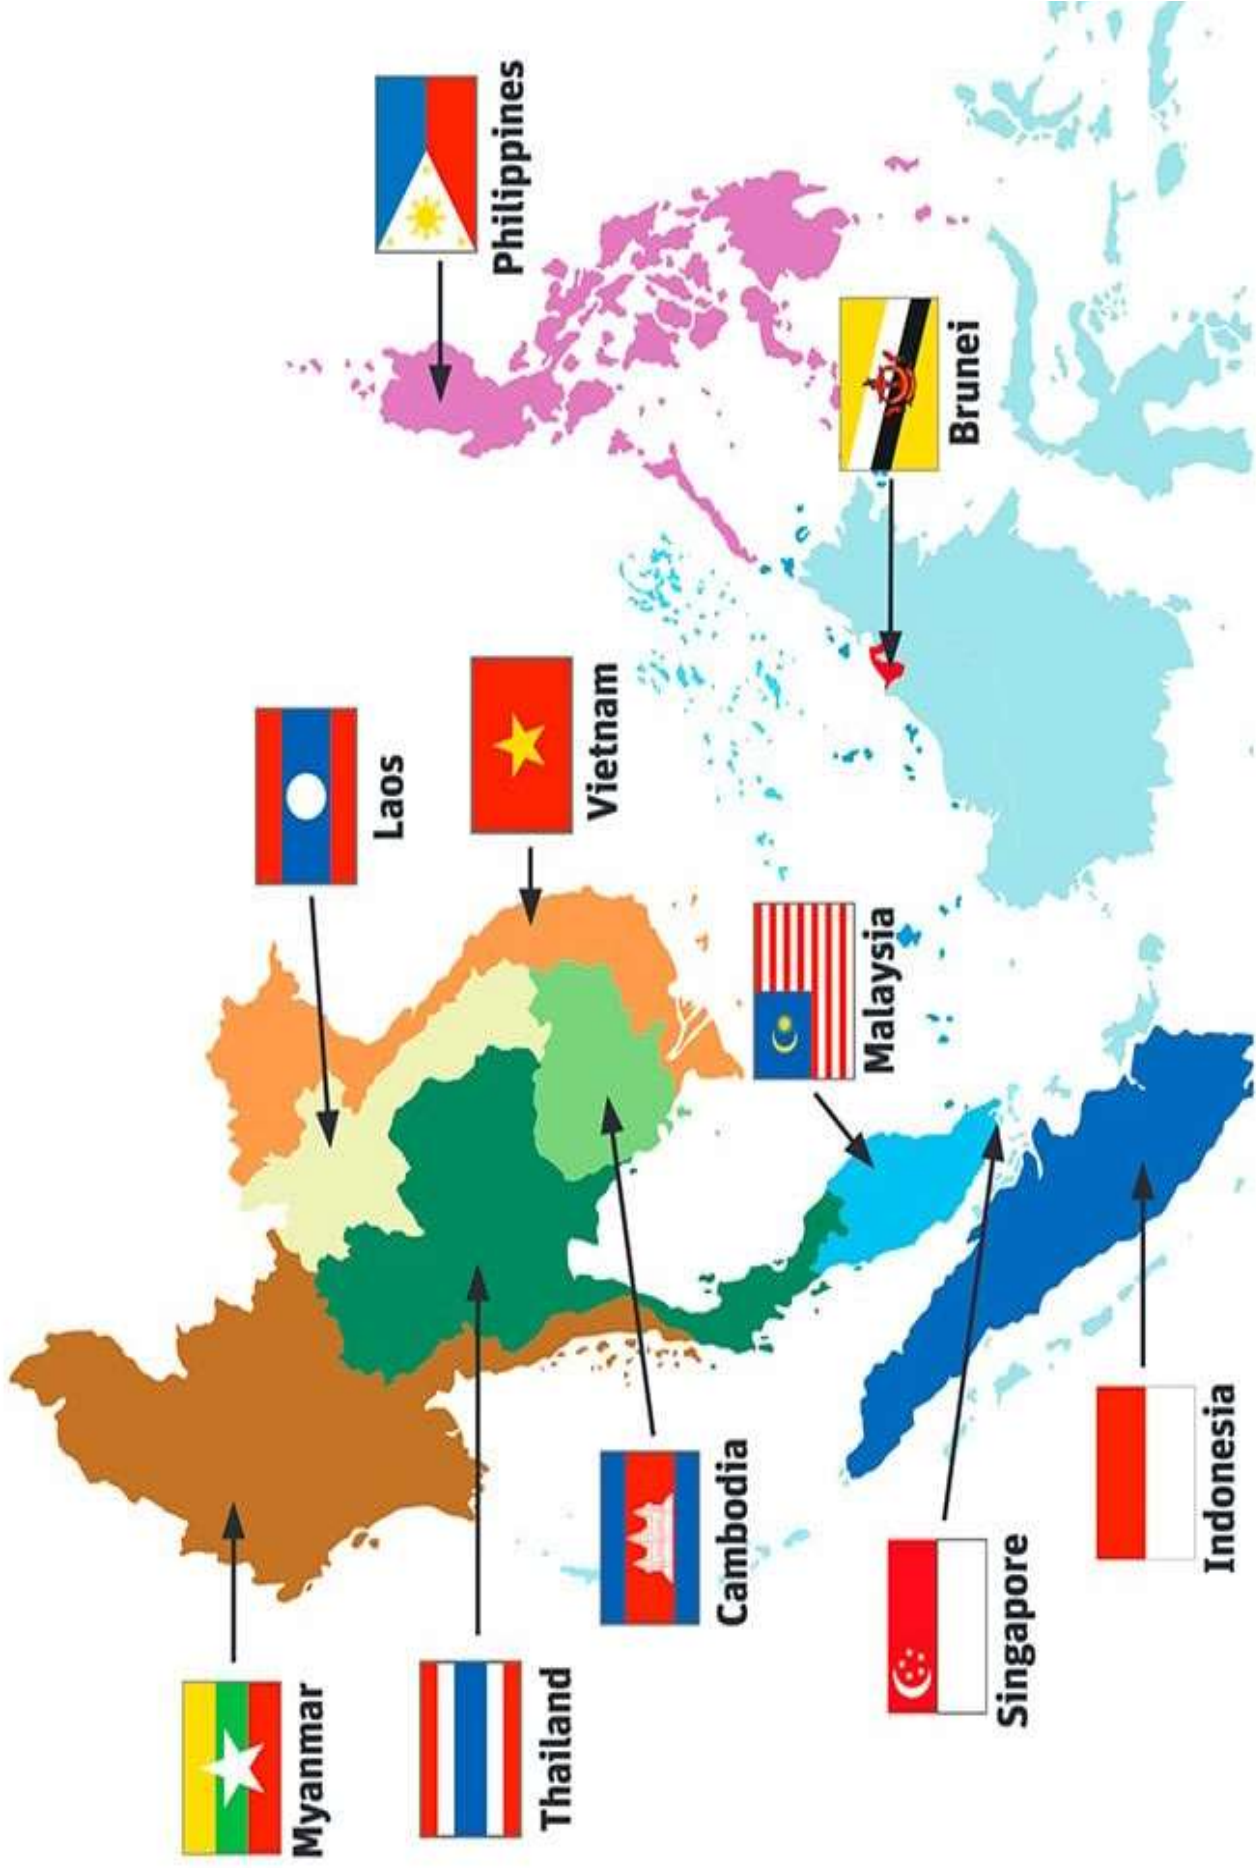 Myanmar
Laos
Philippines
Thailand
Vietnam
Cambodia
Malaysia
Brunei
Singapore
Indonesia